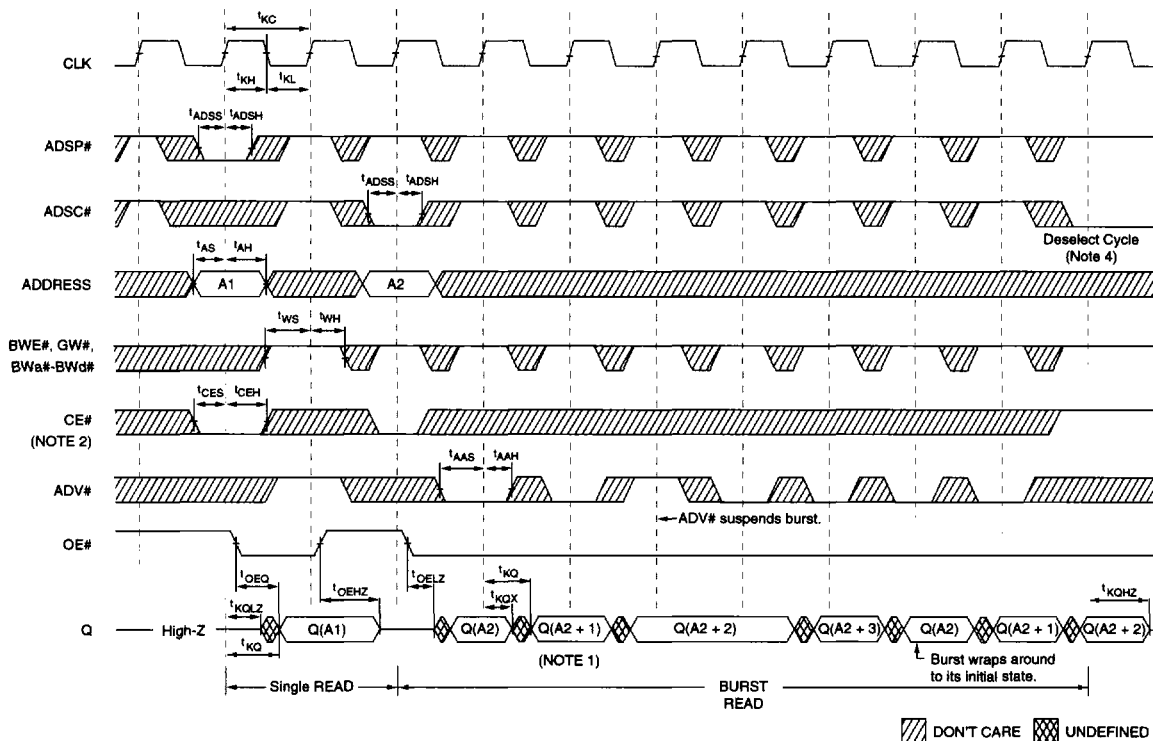 tKC
CLK
tKH
tKL
tADSS
tADSH
ADSP#
tADSS
tADSH
ADSC#
Deselect Cycle
(Note 4)
tAS
tAH
ADDRESS
A1
A2
tWS
tWH
BWE#, GW#,
BWa#-BWd#
tCES
tCEH
CE#
(NOTE 2)
tAAS
tAAH
ADV#
ADV# suspends burst.
OE#
tOEQ
tOEHZ
tOELZ
tKQ
tKQX
tKQHZ
tKQLZ
Q
High-Z
Q(A1)
Q(A2)
Q(A2 + 1)
Q(A2 + 2)
Q(A2 + 3)
Q(A2)
Q(A2 + 1)
Q(A2 + 2)
tKQ
(NOTE 1)
Burst wraps around
to its initial state.
Single READ
BURST
READ
DON'T CARE
UNDEFINED